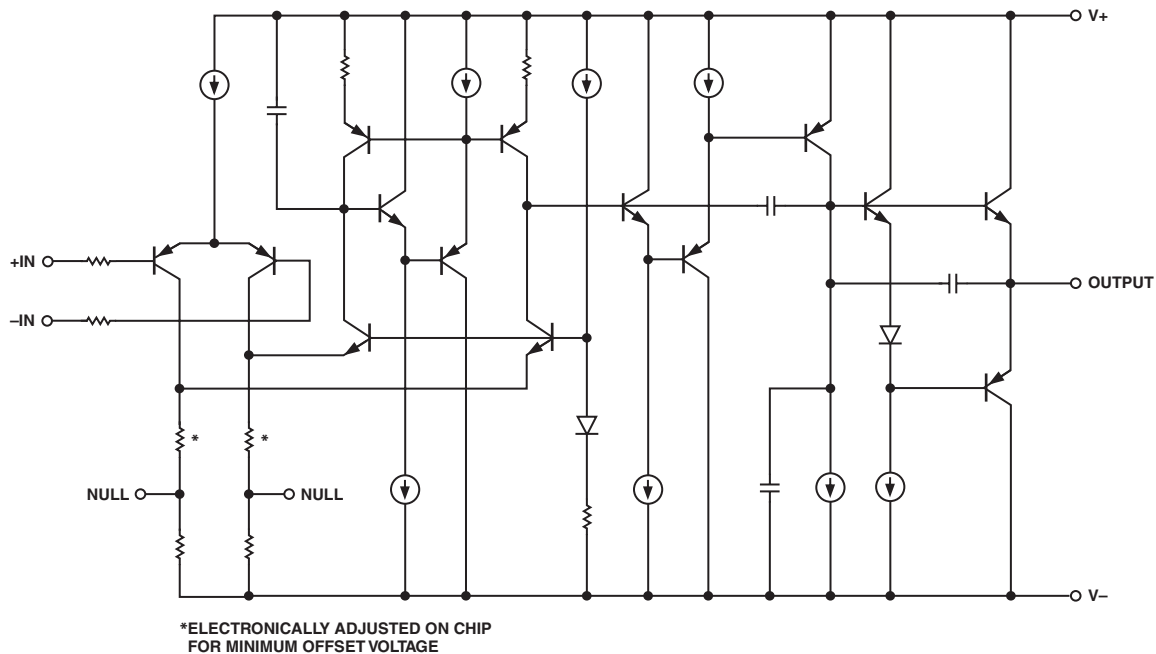 V+
+IN
OUTPUT
–IN
*
*
NULL
NULL
V–
*ELECTRONICALLY ADJUSTED ON CHIP
FOR MINIMUM OFFSET VOLTAGE